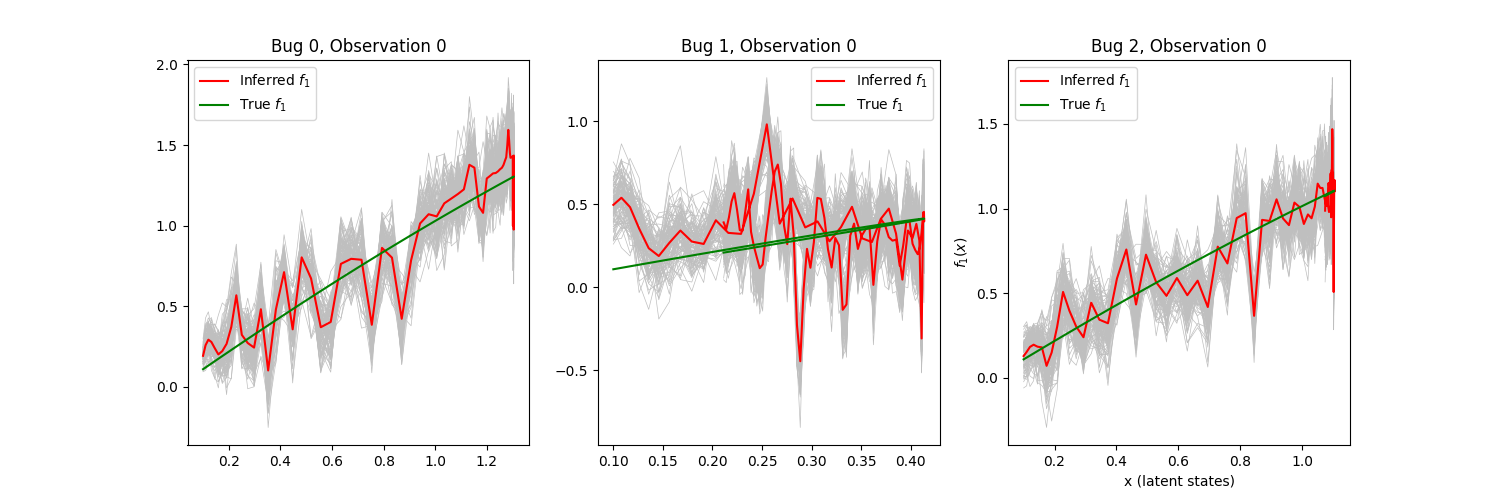 Bug 0, Observation 0
Inferred f₁
True f₁
2.0
1.5
1.0
0.5
0.0
0.2 0.4 0.6 0.8 1.0 1.2
Bug 1, Observation 0
Inferred f₁
True f₁
1.0
0.5
0.0
−0.5
0.10 0.15 0.20 0.25 0.30 0.35 0.40
Bug 2, Observation 0
Inferred f₁
True f₁
f₁(x)
1.5
1.0
0.5
0.0
0.2 0.4 0.6 0.8 1.0
x (latent states)